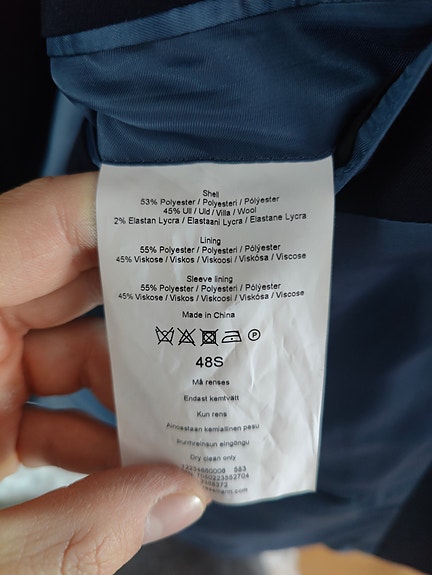 Shell
53% Polyester / Polyesteri / Pólýester
45% Ull / Uld / Villa / Wool
2% Elastan Lycra / Elastaani Lycra / Elastane Lycra
Lining
55% Polyester / Polyesteri / Pólýester
45% Viskose / Viskos / Viskoosi / Viskósa / Viscose
Sleeve lining
55% Polyester / Polyesteri / Pólýester
45% Viskose / Viskos / Viskoosi / Viskósa / Viscose
Made in China
P
48S
Må renses
Endast kemtvätt
Kun rens
Ainoastaan kemiallinen pesu
Þurrhreinsun eingöngu
Dry clean only